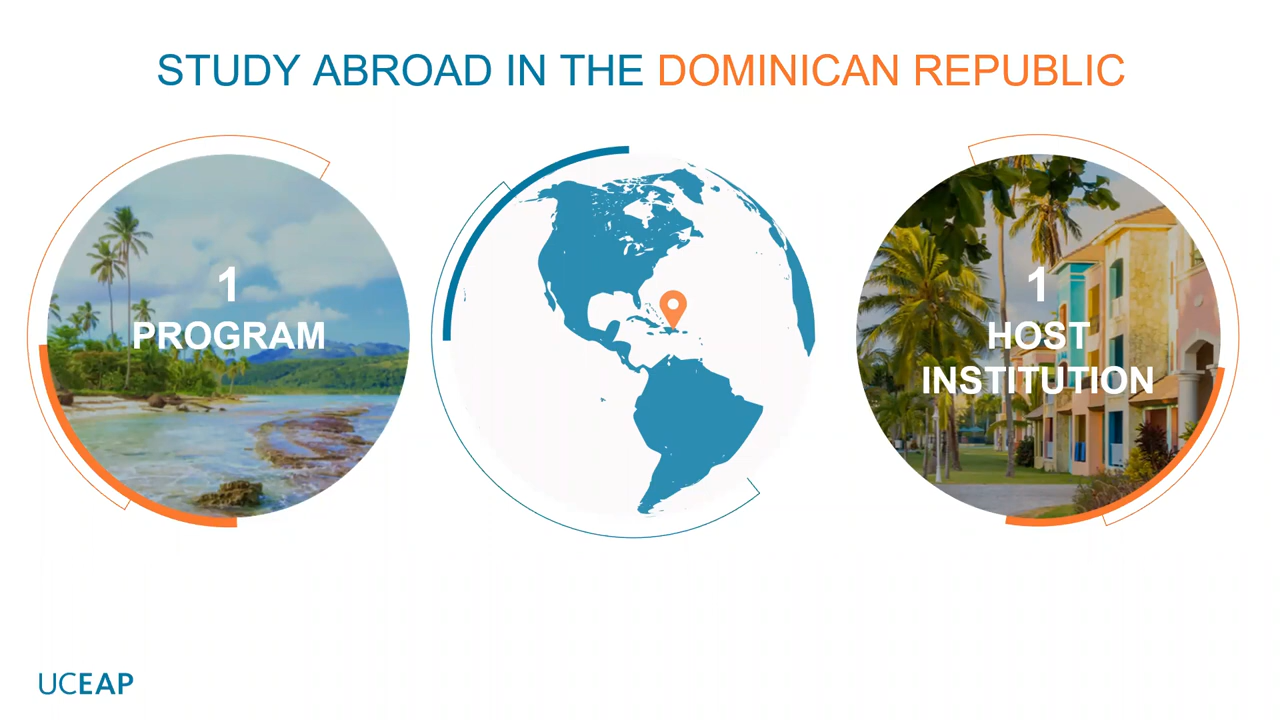 STUDY ABROAD IN THE DOMINICAN REPUBLIC
1
PROGRAM
1
HOST
INSTITUTION
UCEAP